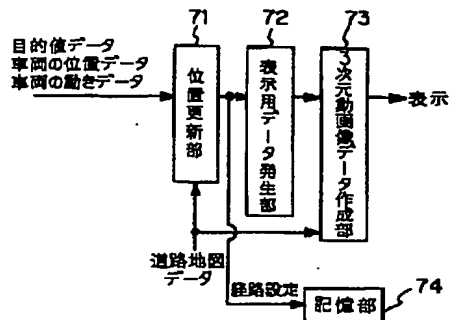 71
72
73
目的値データ
車両の位置データ
車両の動きデータ
位置更新部
表示用データ発生部
3次元動画像データ作成部
表示
道路地図
データ
経路設定
74
記憶部